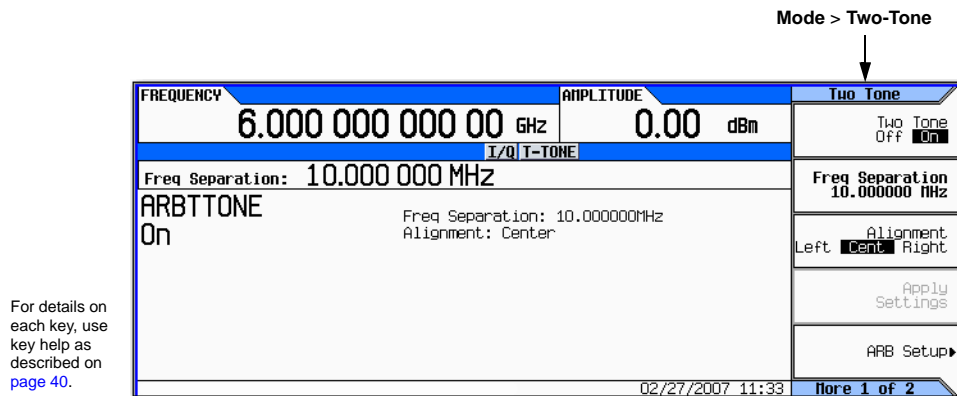 Mode > Two-Tone
FREQUENCY
AMPLITUDE
Two Tone
6.000 000 000 00 GHz
0.00 dBm
Two Tone
Off On
I/Q T-TONE
Freq Separation: 10.000 000 MHz
Freq Separation
10.000000 MHz
ARBTTONE
On
Freq Separation: 10.000000MHz
Alignment: Center
Alignment
Left Cent Right
Apply
Settings
For details on
each key, use
key help as
described on
page 40.
ARB Setup
02/27/2007 11:33
More 1 of 2